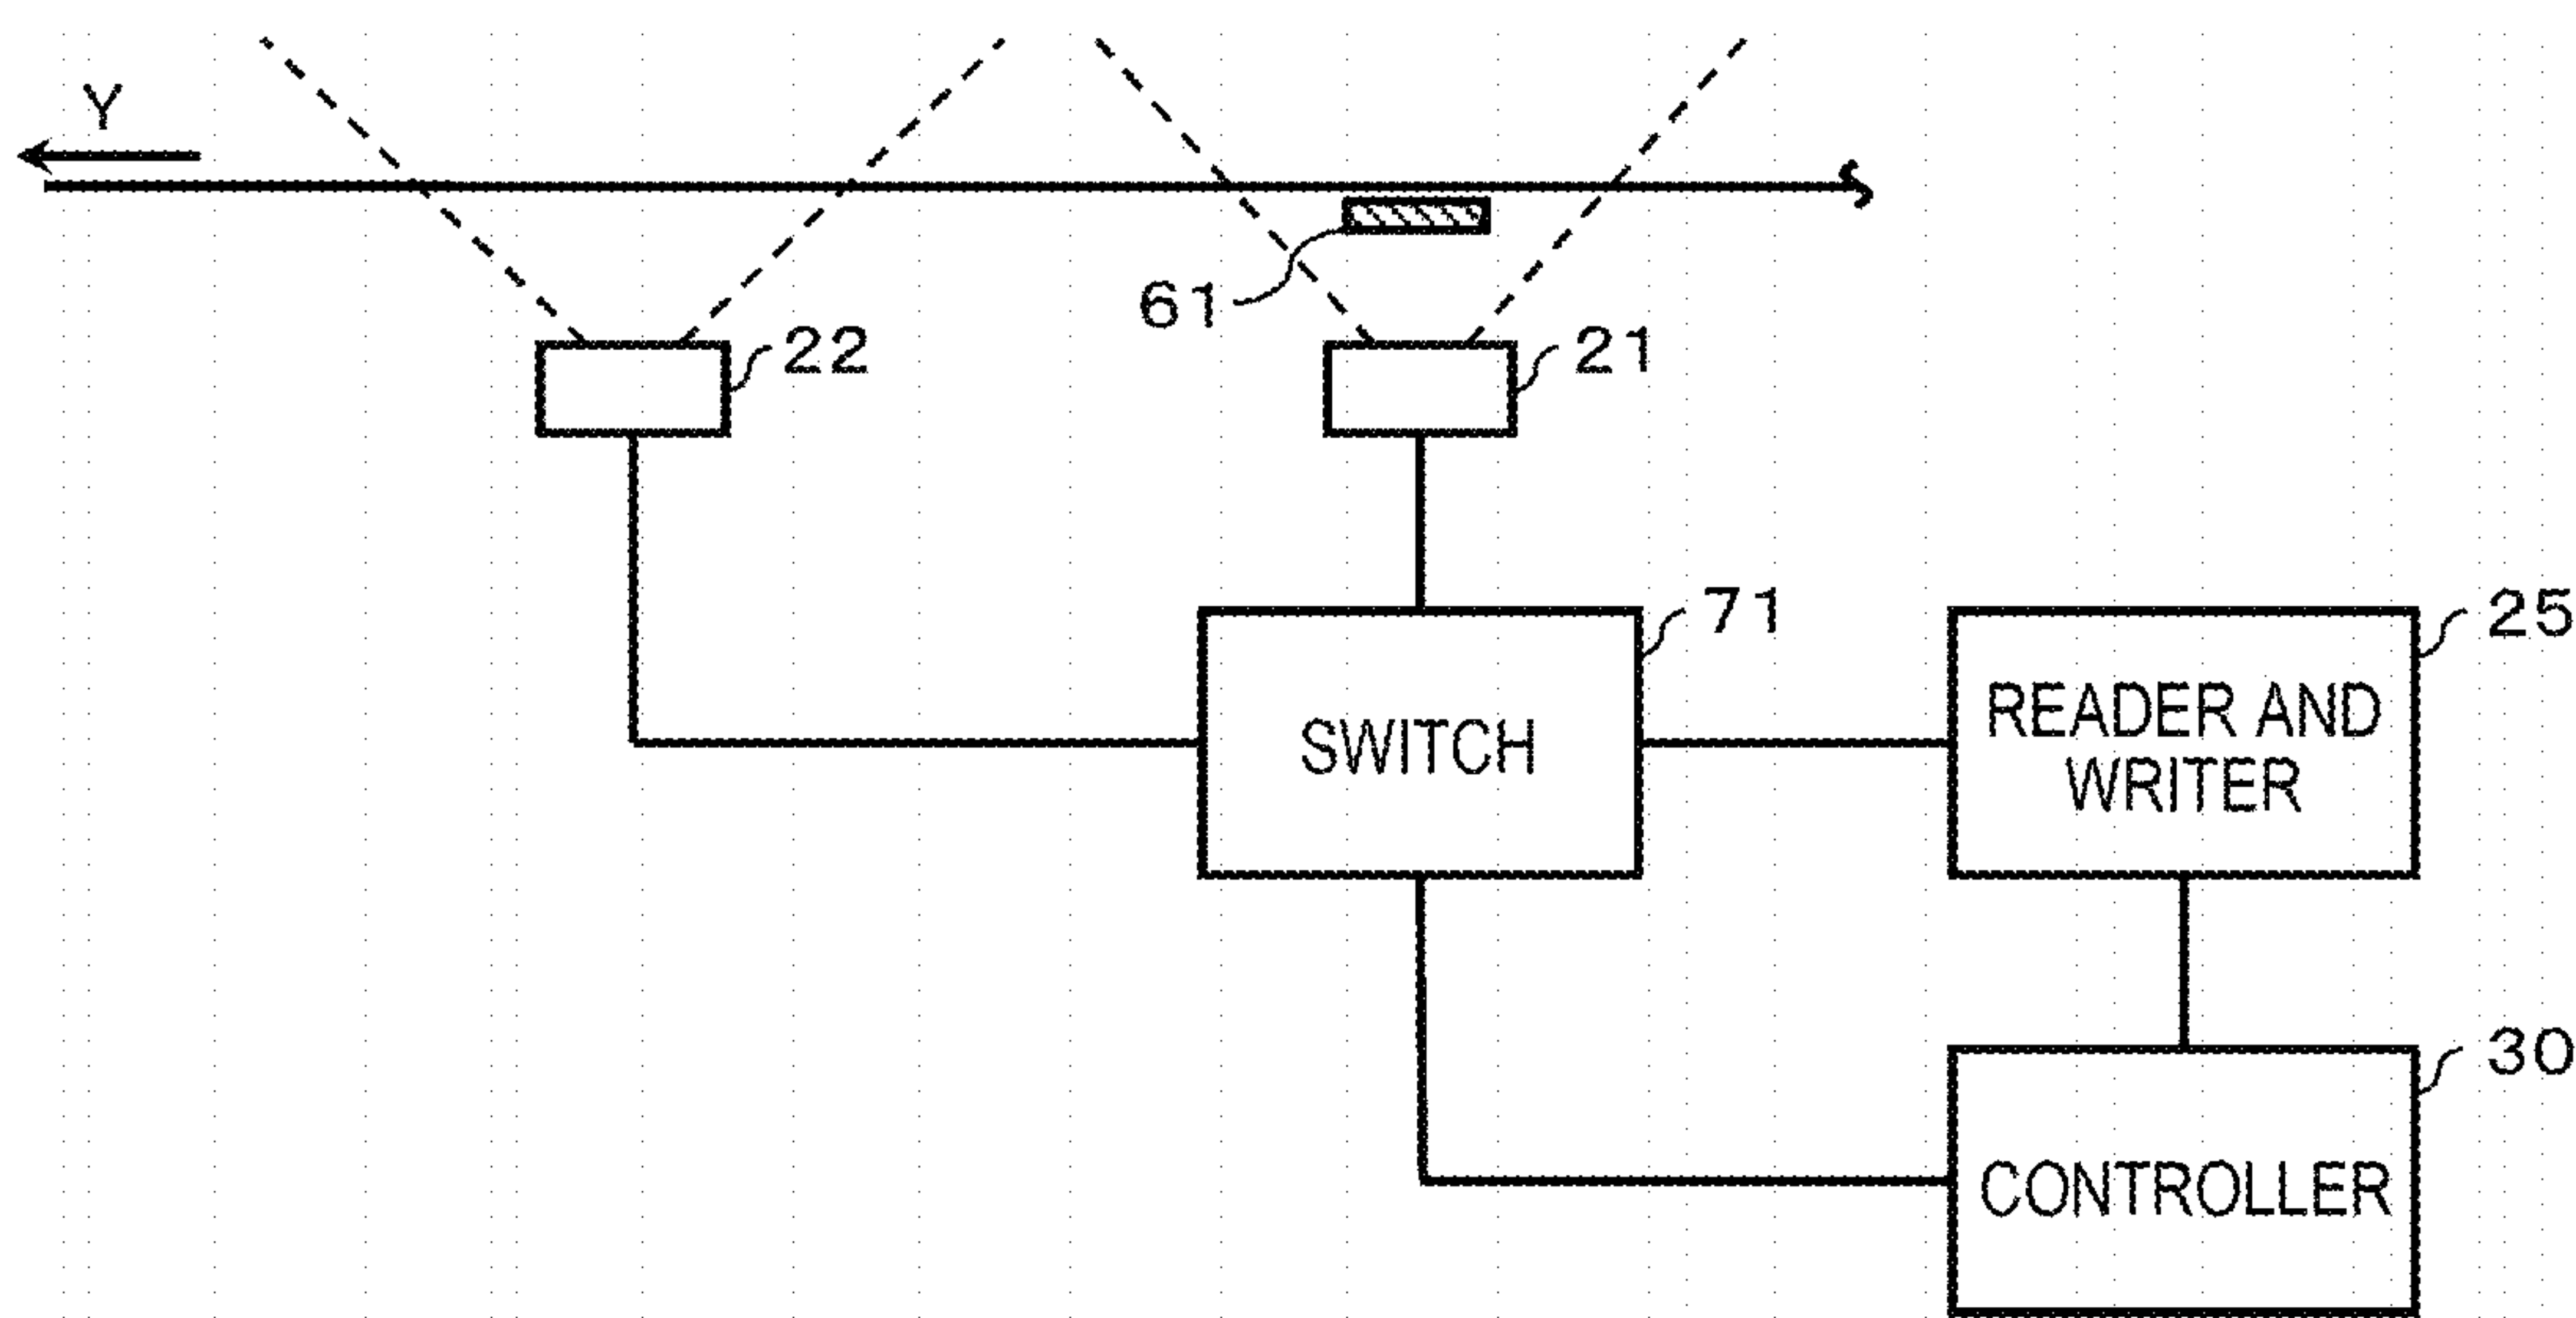 Y
61
22
21
71
25
SWITCH
READER AND
WRITER
30
CONTROLLER